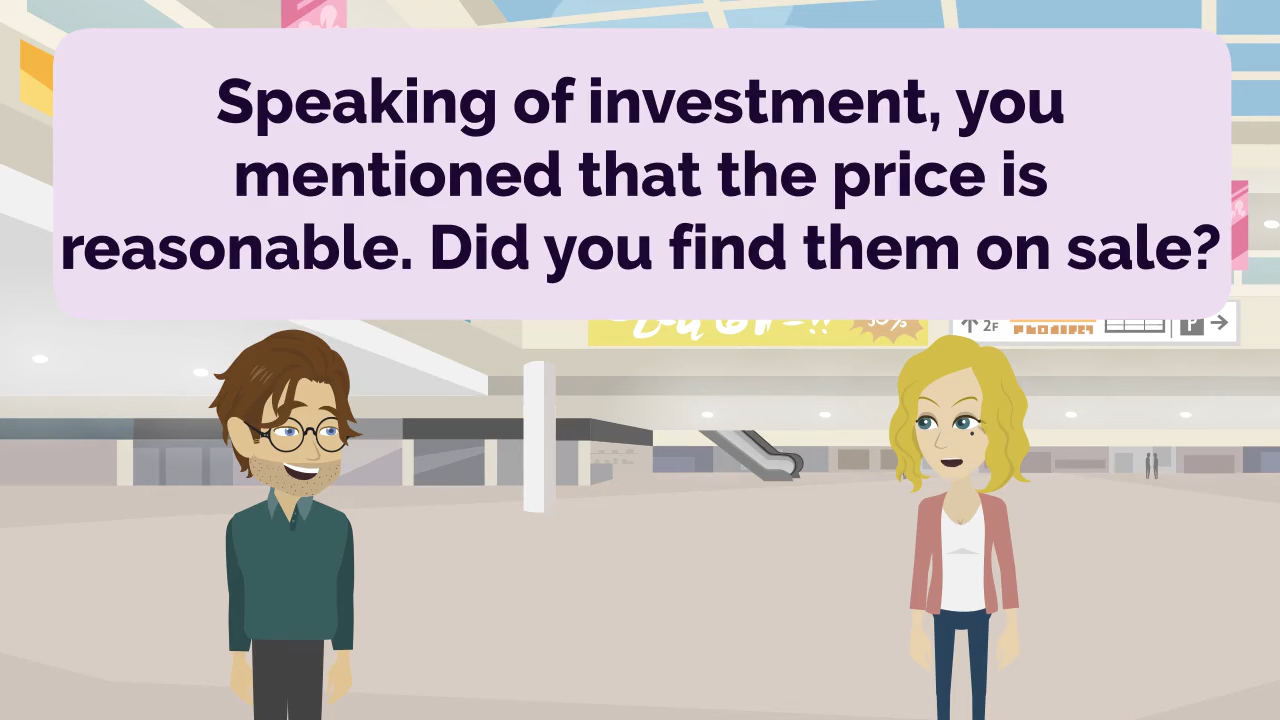 Speaking of investment, you
mentioned that the price is
reasonable. Did you find them on sale?
2F
P